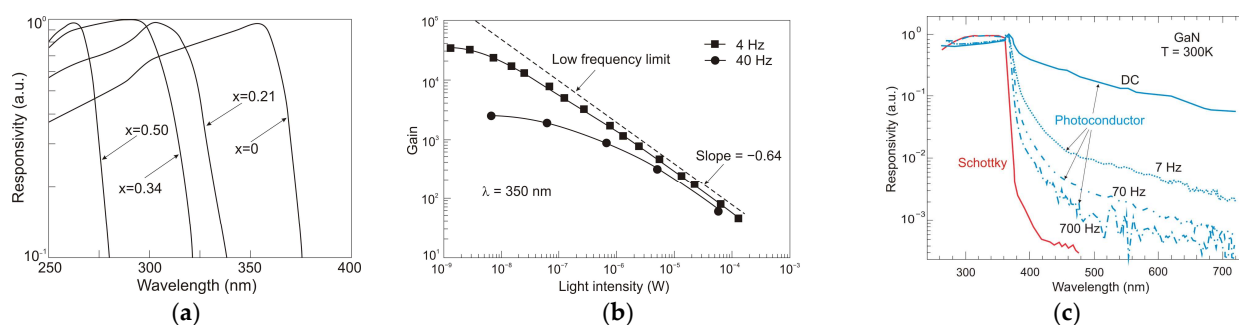 10⁰
10⁻¹
Responsivity (a.u.)
x=0.21
x=0.50
x=0
x=0.34
250
300
350
400
Wavelength (nm)
(a)
10⁶
10⁵
10⁴
10³
10²
10¹
Gain
4 Hz
40 Hz
Low frequency limit
Slope = −0.64
λ = 350 nm
10⁻⁹
10⁻⁸
10⁻⁷
10⁻⁶
10⁻⁵
10⁻⁴
10⁻³
Light intensity (W)
(b)
GaN
T = 300K
10⁰
10⁻¹
10⁻²
10⁻³
Responsivity (a.u.)
DC
Photoconductor
Schottky
7 Hz
70 Hz
700 Hz
300
400
500
600
700
Wavelength (nm)
(c)